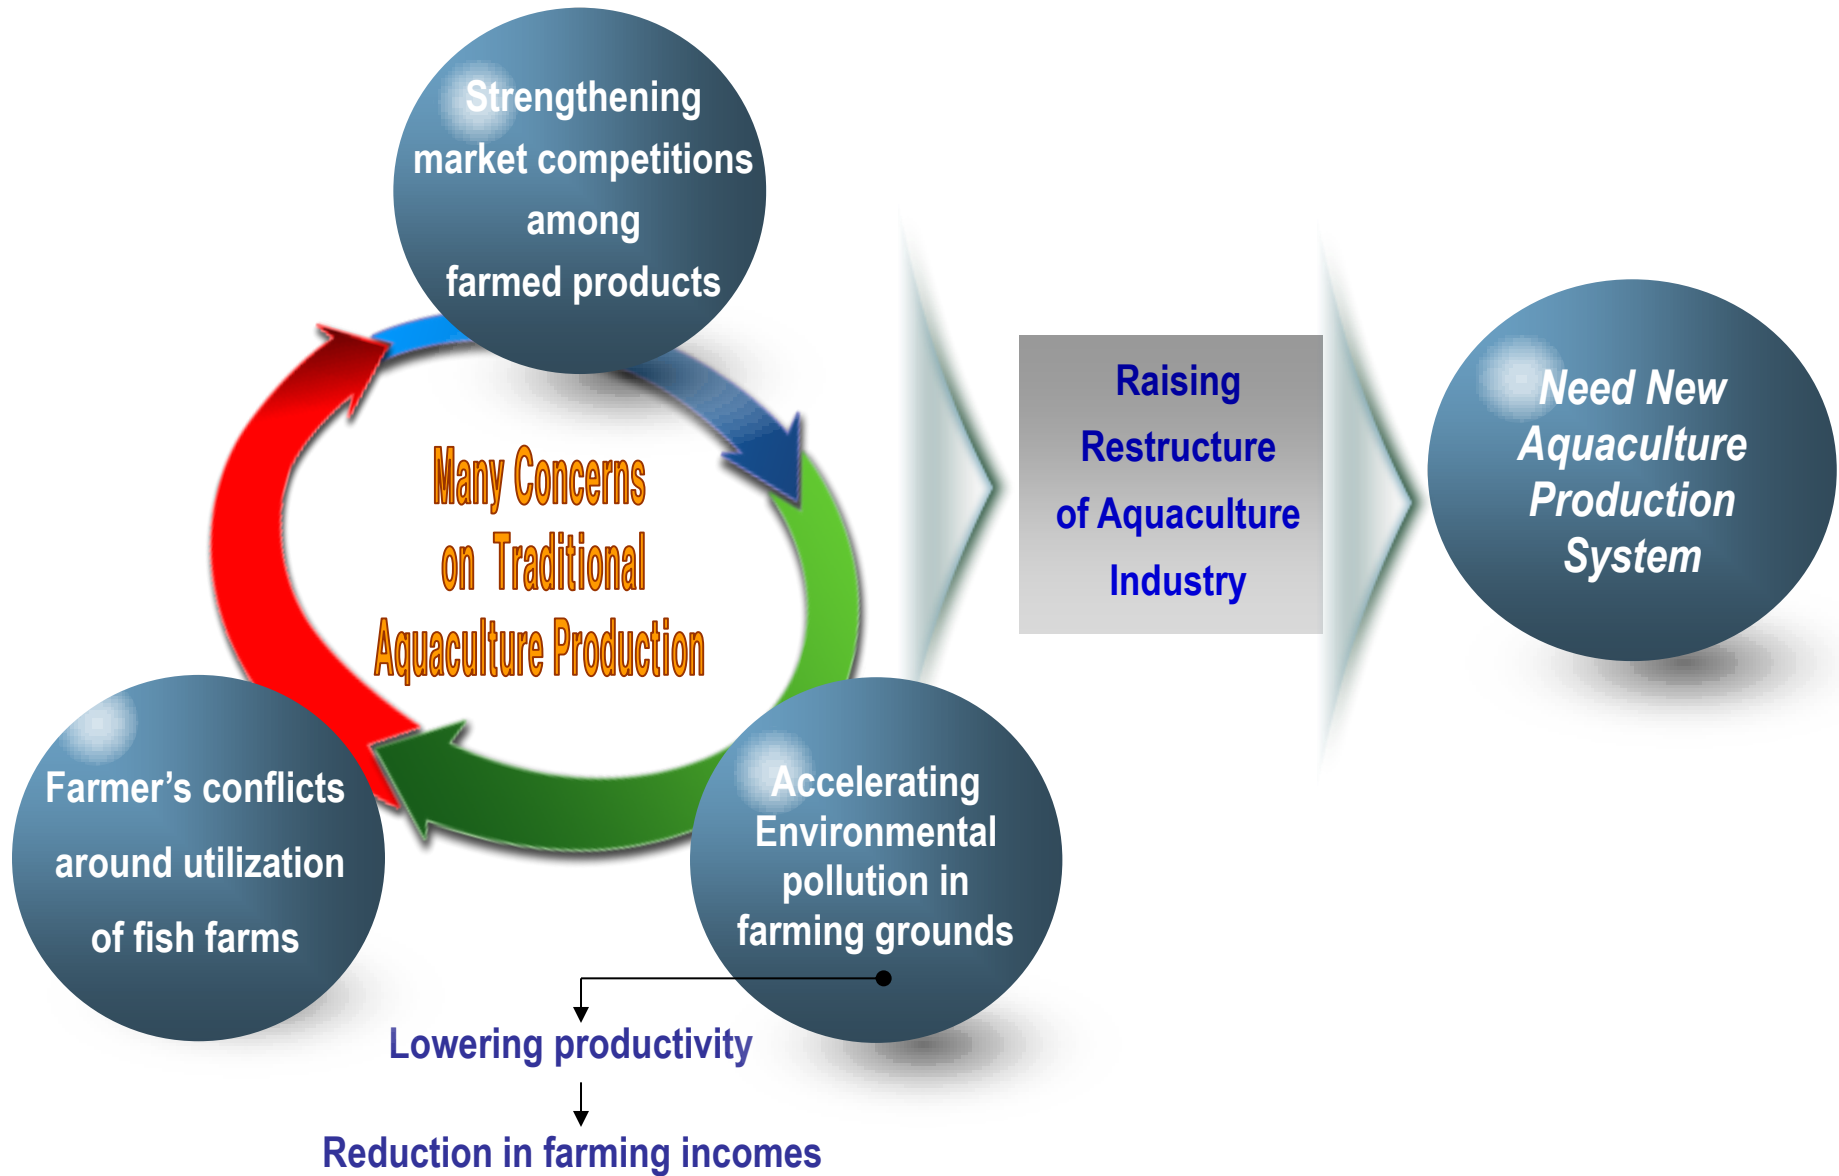 Strengthening
market competitions
among
farmed products
Many Concerns
on Traditional
Aquaculture Production
Farmer’s conflicts
around utilization
of fish farms
Accelerating
Environmental
pollution in
farming grounds
Lowering productivity
Reduction in farming incomes
Raising
Restructure
of Aquaculture
Industry
Need New
Aquaculture
Production
System